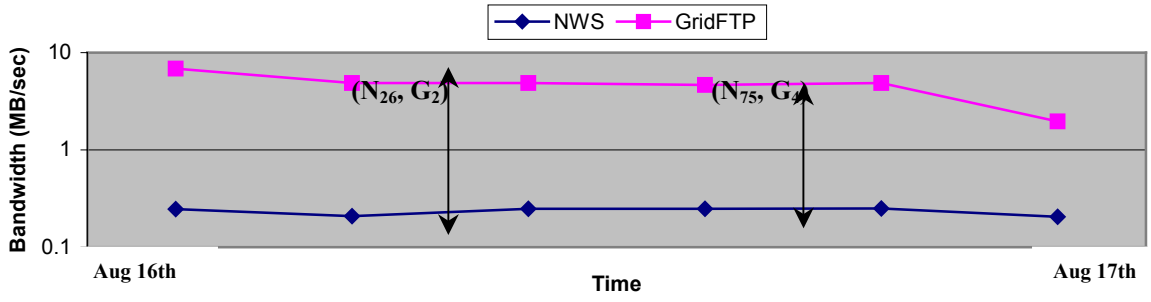 NWS GridFTP
10
(N26, G2) (N75, G4)
1
0.1
Bandwidth (MB/sec)
Aug 16th Aug 17th
Time